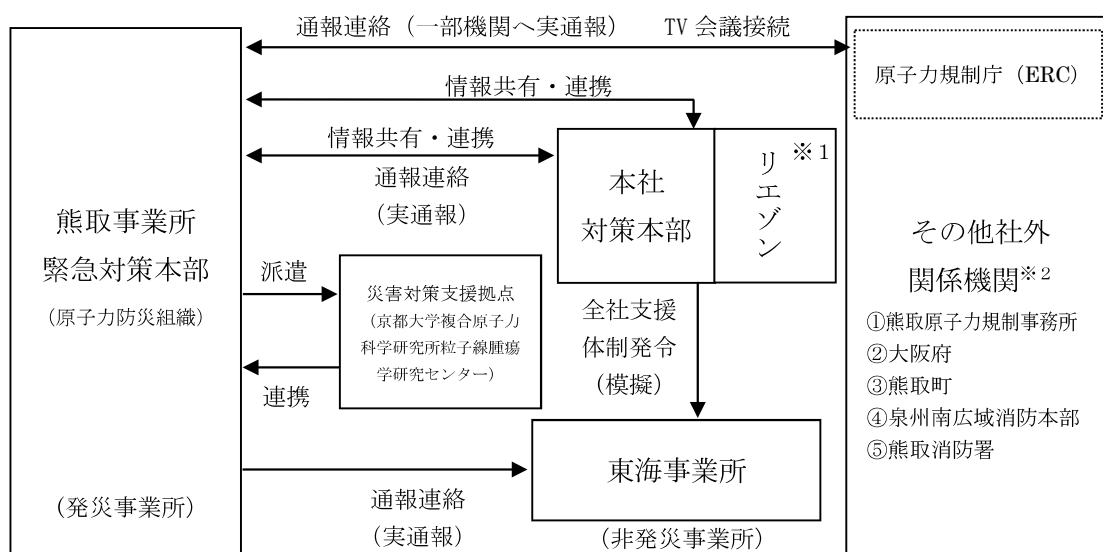 通報連絡（一部機関へ実通報）　TV 会議接続
原子力規制庁（ERC）
情報共有・連携
情報共有・連携
通報連絡
（実通報）
本社
対策本部
リエゾン
※１
熊取事業所
緊急対策本部
（原子力防災組織）
（発災事業所）
派遣
連携
災害対策支援拠点
（京都大学複合原子力
科学研究所粒子線腫瘍
学研究センター）
全社支援
体制発令
（模擬）
東海事業所
（非発災事業所）
通報連絡
（実通報）
その他社外
関係機関※２
①熊取原子力規制事務所
②大阪府
③熊取町
④泉州南広域消防本部
⑤熊取消防署